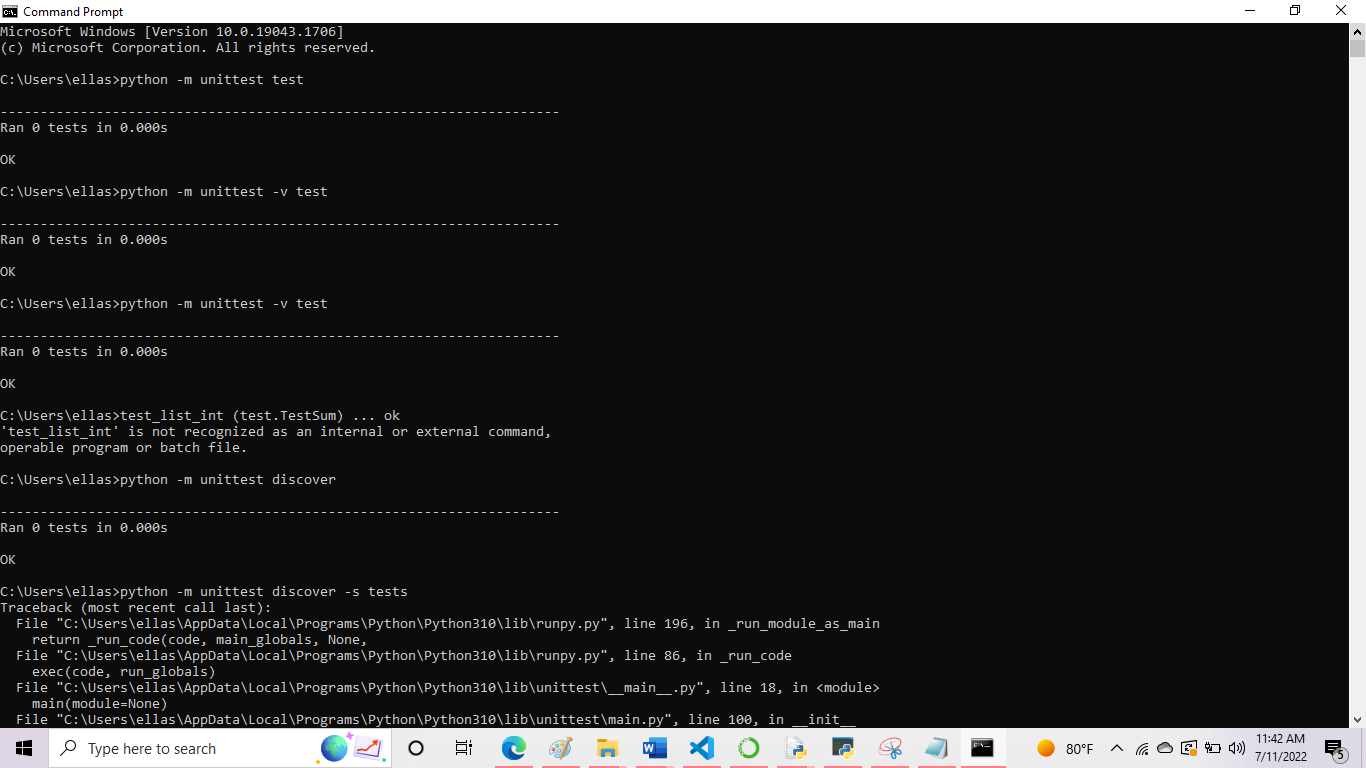 Command Prompt
Microsoft Windows [Version 10.0.19043.1706]
(c) Microsoft Corporation. All rights reserved.
C:\Users\ellas>python -m unittest test
----------------------------------------------------------------------
Ran 0 tests in 0.000s
OK
C:\Users\ellas>python -m unittest -v test
----------------------------------------------------------------------
Ran 0 tests in 0.000s
OK
C:\Users\ellas>python -m unittest -v test
----------------------------------------------------------------------
Ran 0 tests in 0.000s
OK
C:\Users\ellas>test_list_int (test.TestSum) ... ok
'test_list_int' is not recognized as an internal or external command,
operable program or batch file.
C:\Users\ellas>python -m unittest discover
----------------------------------------------------------------------
Ran 0 tests in 0.000s
OK
C:\Users\ellas>python -m unittest discover -s tests
Traceback (most recent call last):
  File "C:\Users\ellas\AppData\Local\Programs\Python\Python310\lib\runpy.py", line 196, in _run_module_as_main
    return _run_code(code, main_globals, None,
  File "C:\Users\ellas\AppData\Local\Programs\Python\Python310\lib\runpy.py", line 86, in _run_code
    exec(code, run_globals)
  File "C:\Users\ellas\AppData\Local\Programs\Python\Python310\lib\unittest\__main__.py", line 18, in <module>
    main(module=None)
  File "C:\Users\ellas\AppData\Local\Programs\Python\Python310\lib\unittest\main.py", line 100, in __init__
Type here to search
80°F
11:42 AM
7/11/2022
5